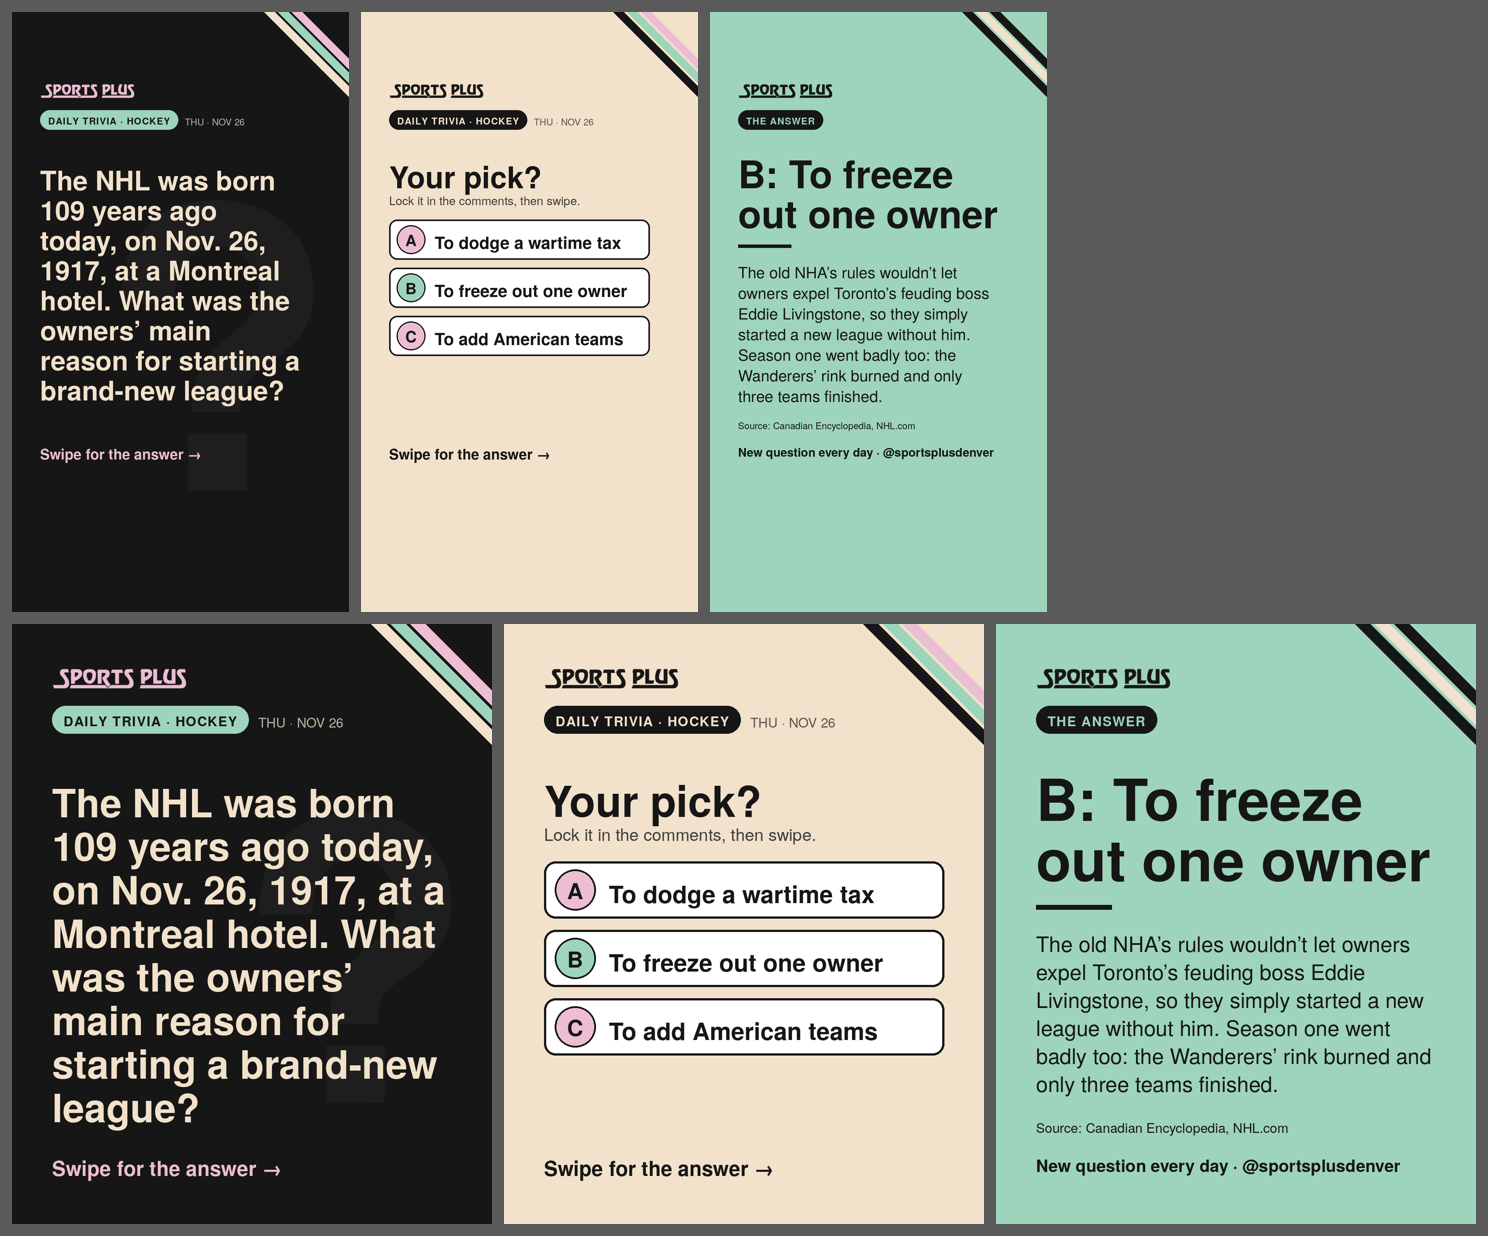 SPORTS PLUS
DAILY TRIVIA · HOCKEY THU · NOV 26
The NHL was born
109 years ago
today, on Nov. 26,
1917, at a Montreal
hotel. What was the
owners’ main
reason for starting a
brand-new league?
Swipe for the answer →
SPORTS PLUS
DAILY TRIVIA · HOCKEY THU · NOV 26
Your pick?
Lock it in the comments, then swipe.
A To dodge a wartime tax
B To freeze out one owner
C To add American teams
Swipe for the answer →
SPORTS PLUS
THE ANSWER
B: To freeze
out one owner
The old NHA’s rules wouldn’t let
owners expel Toronto’s feuding boss
Eddie Livingstone, so they simply
started a new league without him.
Season one went badly too: the
Wanderers’ rink burned and only
three teams finished.
Source: Canadian Encyclopedia, NHL.com
New question every day · @sportsplusdenver
SPORTS PLUS
DAILY TRIVIA · HOCKEY THU · NOV 26
The NHL was born
109 years ago today,
on Nov. 26, 1917, at a
Montreal hotel. What
was the owners’
main reason for
starting a brand-new
league?
Swipe for the answer →
SPORTS PLUS
DAILY TRIVIA · HOCKEY THU · NOV 26
Your pick?
Lock it in the comments, then swipe.
A To dodge a wartime tax
B To freeze out one owner
C To add American teams
Swipe for the answer →
SPORTS PLUS
THE ANSWER
B: To freeze
out one owner
The old NHA’s rules wouldn’t let owners
expel Toronto’s feuding boss Eddie
Livingstone, so they simply started a new
league without him. Season one went
badly too: the Wanderers’ rink burned and
only three teams finished.
Source: Canadian Encyclopedia, NHL.com
New question every day · @sportsplusdenver